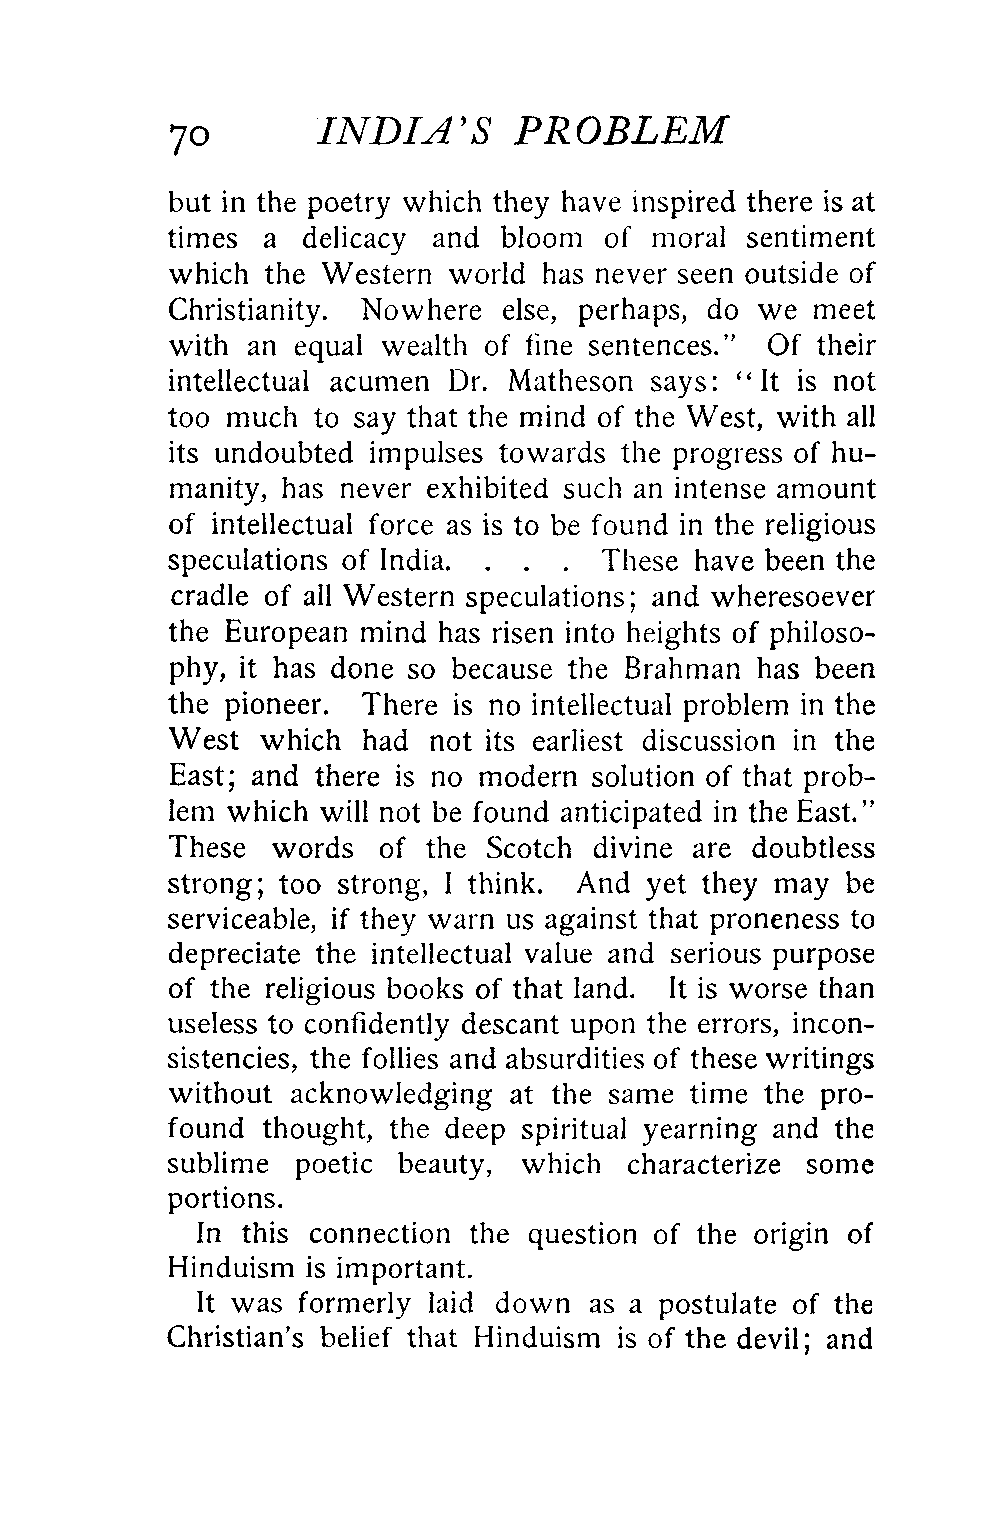 70 INDIA'S PROBLEM
but in the poetry which they have inspired there is at
times a delicacy and bloom of moral sentiment
which the Western world has never seen outside of
Christianity. Nowhere else, perhaps, do we meet
with an equal wealth of fine sentences." Of their
intellectual acumen Dr. Matheson says: "It is not
too much to say that the mind of the West, with all
its undoubted impulses towards the progress of hu-
manity, has never exhibited such an intense amount
of intellectual force as is to be found in the religious
speculations of India. . . . These have been the
cradle of all Western speculations; and wheresoever
the European mind has risen into heights of philoso-
phy, it has done so because the Brahman has been
the pioneer. There is no intellectual problem in the
West which had not its earliest discussion in the
East; and there is no modern solution of that prob-
lem which will not be found anticipated in the East."
These words of the Scotch divine are doubtless
strong; too strong, I think. And yet they may be
serviceable, if they warn us against that proneness to
depreciate the intellectual value and serious purpose
of the religious books of that land. It is worse than
useless to confidently descant upon the errors, incon-
sistencies, the follies and absurdities of these writings
without acknowledging at the same time the pro-
found thought, the deep spiritual yearning and the
sublime poetic beauty, which characterize some
portions.
In this connection the question of the origin of
Hinduism is important.
It was formerly laid down as a postulate of the
Christian's belief that Hinduism is of the devil; and